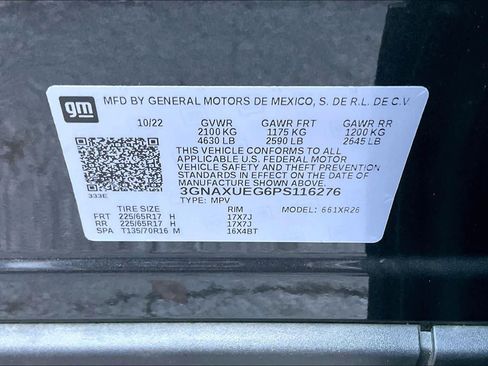 gm
MFD BY GENERAL MOTORS DE MEXICO, S. DE R.L. DE C.V.
10/22 GVWR GAWR FRT GAWR RR
2100 KG 1175 KG 1200 KG
4630 LB 2590 LB 2645 LB
THIS VEHICLE CONFORMS TO ALL
APPLICABLE U.S. FEDERAL MOTOR
VEHICLE SAFETY AND THEFT PREVENTION
STANDARDS IN EFFECT ON THE DATE
OF MANUFACTURE SHOWN ABOVE.
333E 3GNAXUEG6PS116276
TYPE: MPV
TIRE SIZE RIM MODEL: 661XR26
FRT 225/65R17 H 17X7J
RR 225/65R17 H 17X7J
SPA T135/70R16 M 16X4BT